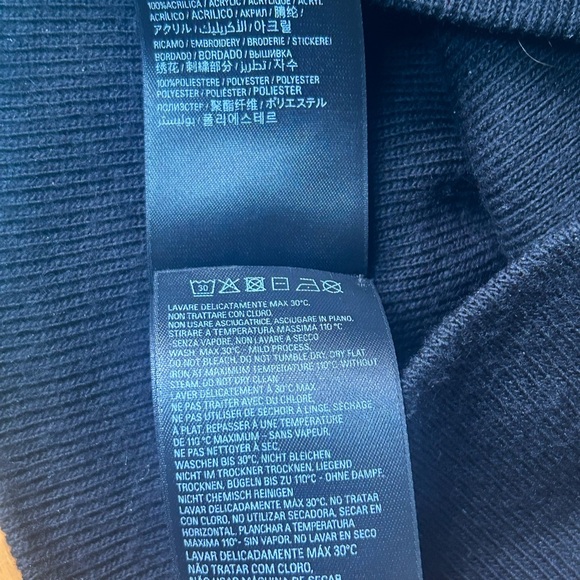 100%ACRILICA / ACRYLIC / ACRYLIQUE / ACRYL
ACRÍLICO / ACRÍLICO / АКРИЛ / 腈纶 /
アクリル / الأكريليك / 아크릴
RICAMO / EMBROIDERY / BRODERIE / STICKEREI
BORDADO / BORDADO / ВЫШИВКА
绣花 / 刺繍部分 / تطريز / 자수
100%POLIESTERE / POLYESTER / POLYESTER
POLYESTER / POLIÉSTER / POLIESTER
ПОЛИЭСТЕР / 聚酯纤维 / ポリエステル
بوليستر / 폴리에스테르
30
LAVARE DELICATAMENTE MAX 30°C.
NON TRATTARE CON CLORO.
NON USARE ASCIUGATRICE, ASCIUGARE IN PIANO.
STIRARE A TEMPERATURA MASSIMA 110°C
-SENZA VAPORE, NON LAVARE A SECCO
WASH: MAX 30°C - MILD PROCESS.
DO NOT BLEACH. DO NOT TUMBLE DRY, DRY FLAT.
IRON AT MAXIMUM TEMPERATURE 110°C WITHOUT
STEAM. DO NOT DRY CLEAN
LAVER DÉLICATEMENT À 30°C MAX
NE PAS TRAITER AVEC DU CHLORE.
NE PAS UTILISER DE SÉCHOIR À LINGE, SÉCHAGE
À PLAT, REPASSER À UNE TEMPÉRATURE
DE 110 °C MAXIMUM – SANS VAPEUR,
NE PAS NETTOYER À SEC.
WASCHEN BIS 30°C, NICHT BLEICHEN
NICHT IM TROCKNER TROCKNEN, LIEGEND
TROCKNEN, BÜGELN BIS ZU 110°C - OHNE DAMPF.
NICHT CHEMISCH REINIGEN
LAVAR DELICADAMENTE MÁX 30°C, NO TRATAR
CON CLORO, NO UTILIZAR SECADORA, SECAR EN
HORIZONTAL, PLANCHAR A TEMPERATURA
MÁXIMA 110°C - SIN VAPOR, NO LAVAR EN SECO
LAVAR DELICADAMENTE MÁX 30°C
NÃO TRATAR COM CLORO,
NÃO USAR MÁQUINA DE SECAR